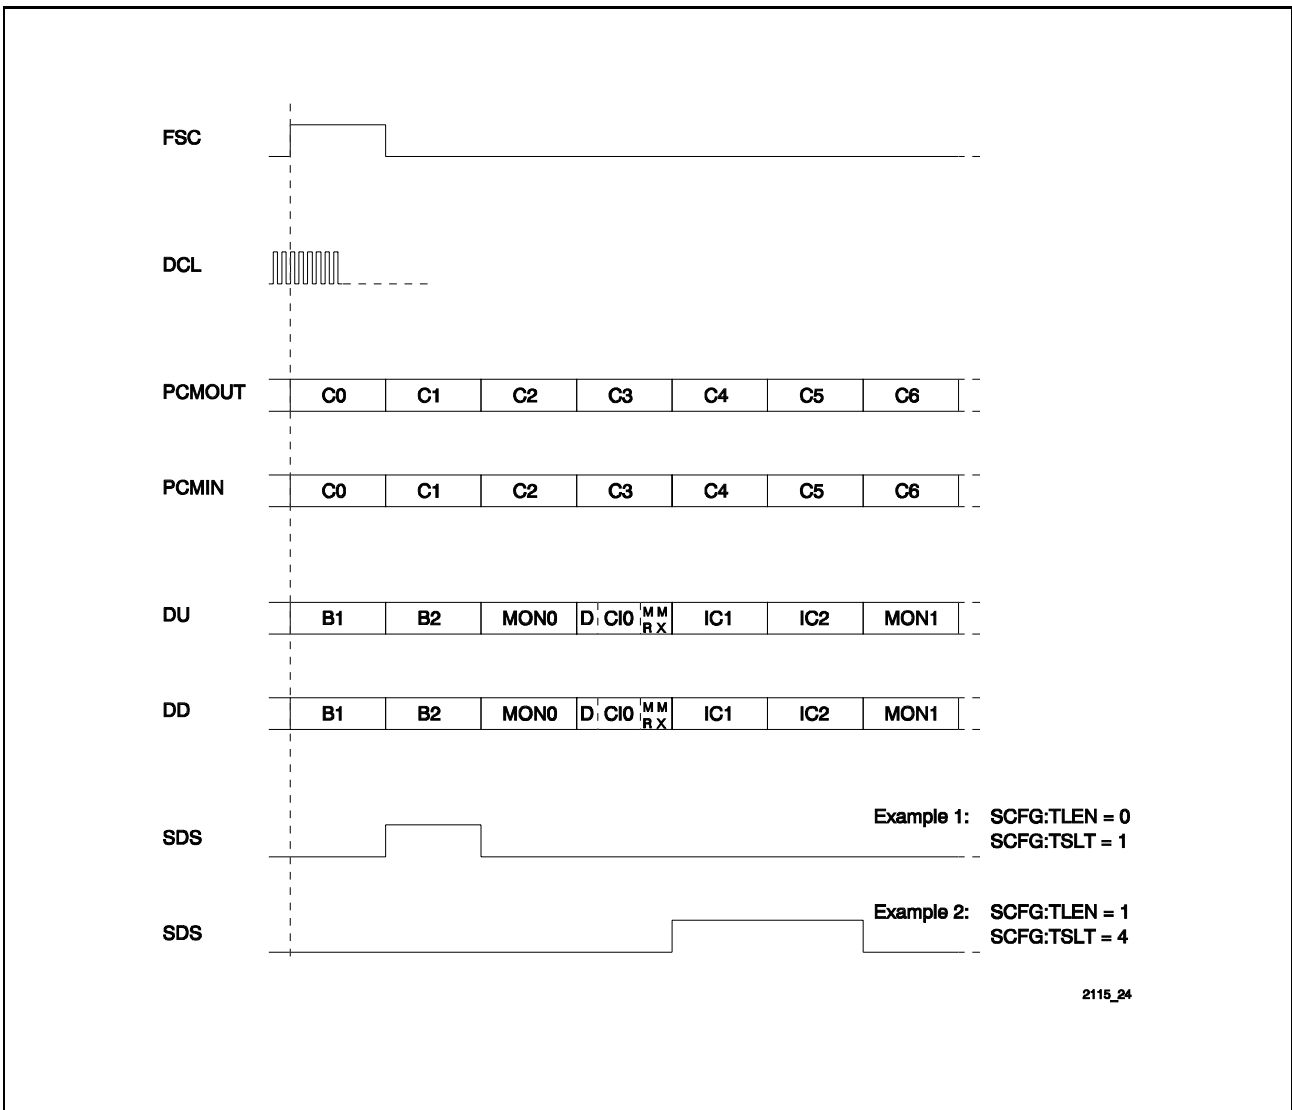 FSC
DCL
PCMOUT C0 C1 C2 C3 C4 C5 C6
PCMIN C0 C1 C2 C3 C4 C5 C6
DU B1 B2 MON0 D CI0 M M IC1 IC2 MON1
R X
DD B1 B2 MON0 D CI0 M M IC1 IC2 MON1
R X
SDS Example 1: SCFG:TLEN = 0
SCFG:TSLT = 1
SDS Example 2: SCFG:TLEN = 1
SCFG:TSLT = 4
2115_24